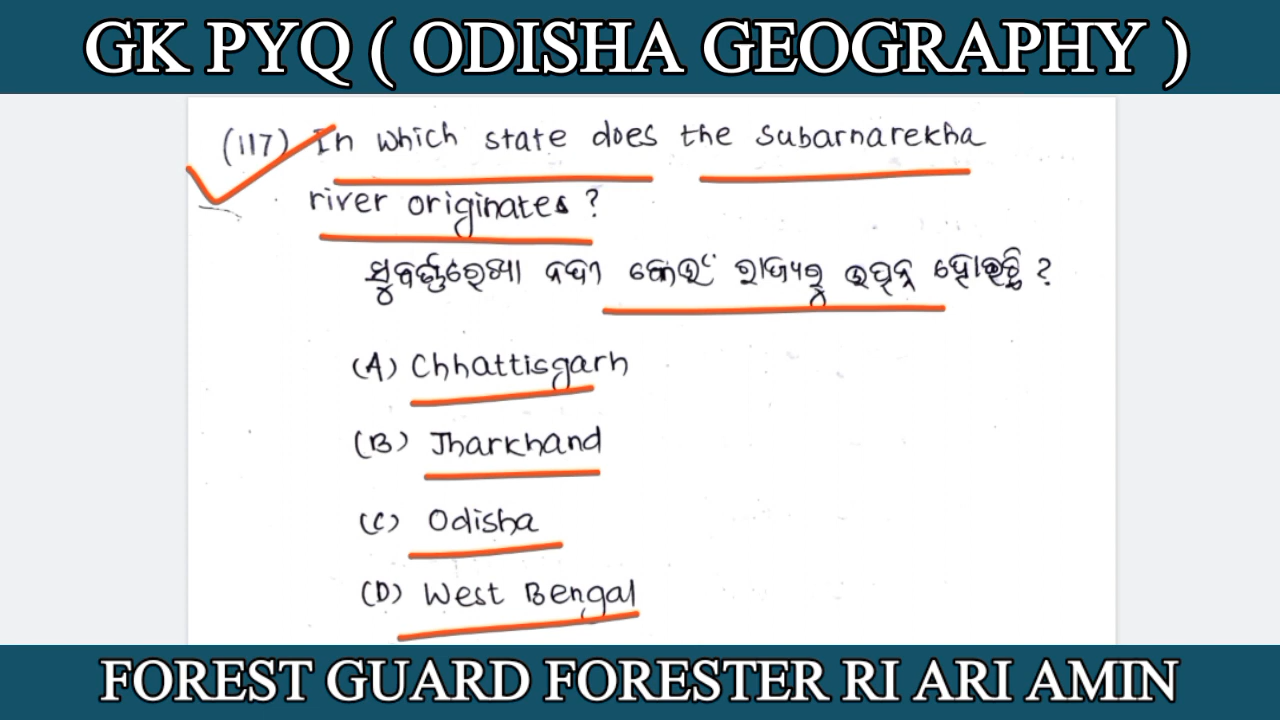 GK PYQ ( ODISHA GEOGRAPHY )
(117) In which state does the Subarnarekha
river originates ?
ସୁବର୍ଣ୍ଣରେଖା ନଦୀ କେଉଁ ରାଜ୍ୟରୁ ଉତ୍ପନ୍ନ ହୋଇଛି ?
(A) Chhattisgarh
(B) Jharkhand
(C) Odisha
(D) West Bengal
FOREST GUARD FORESTER RI ARI AMIN